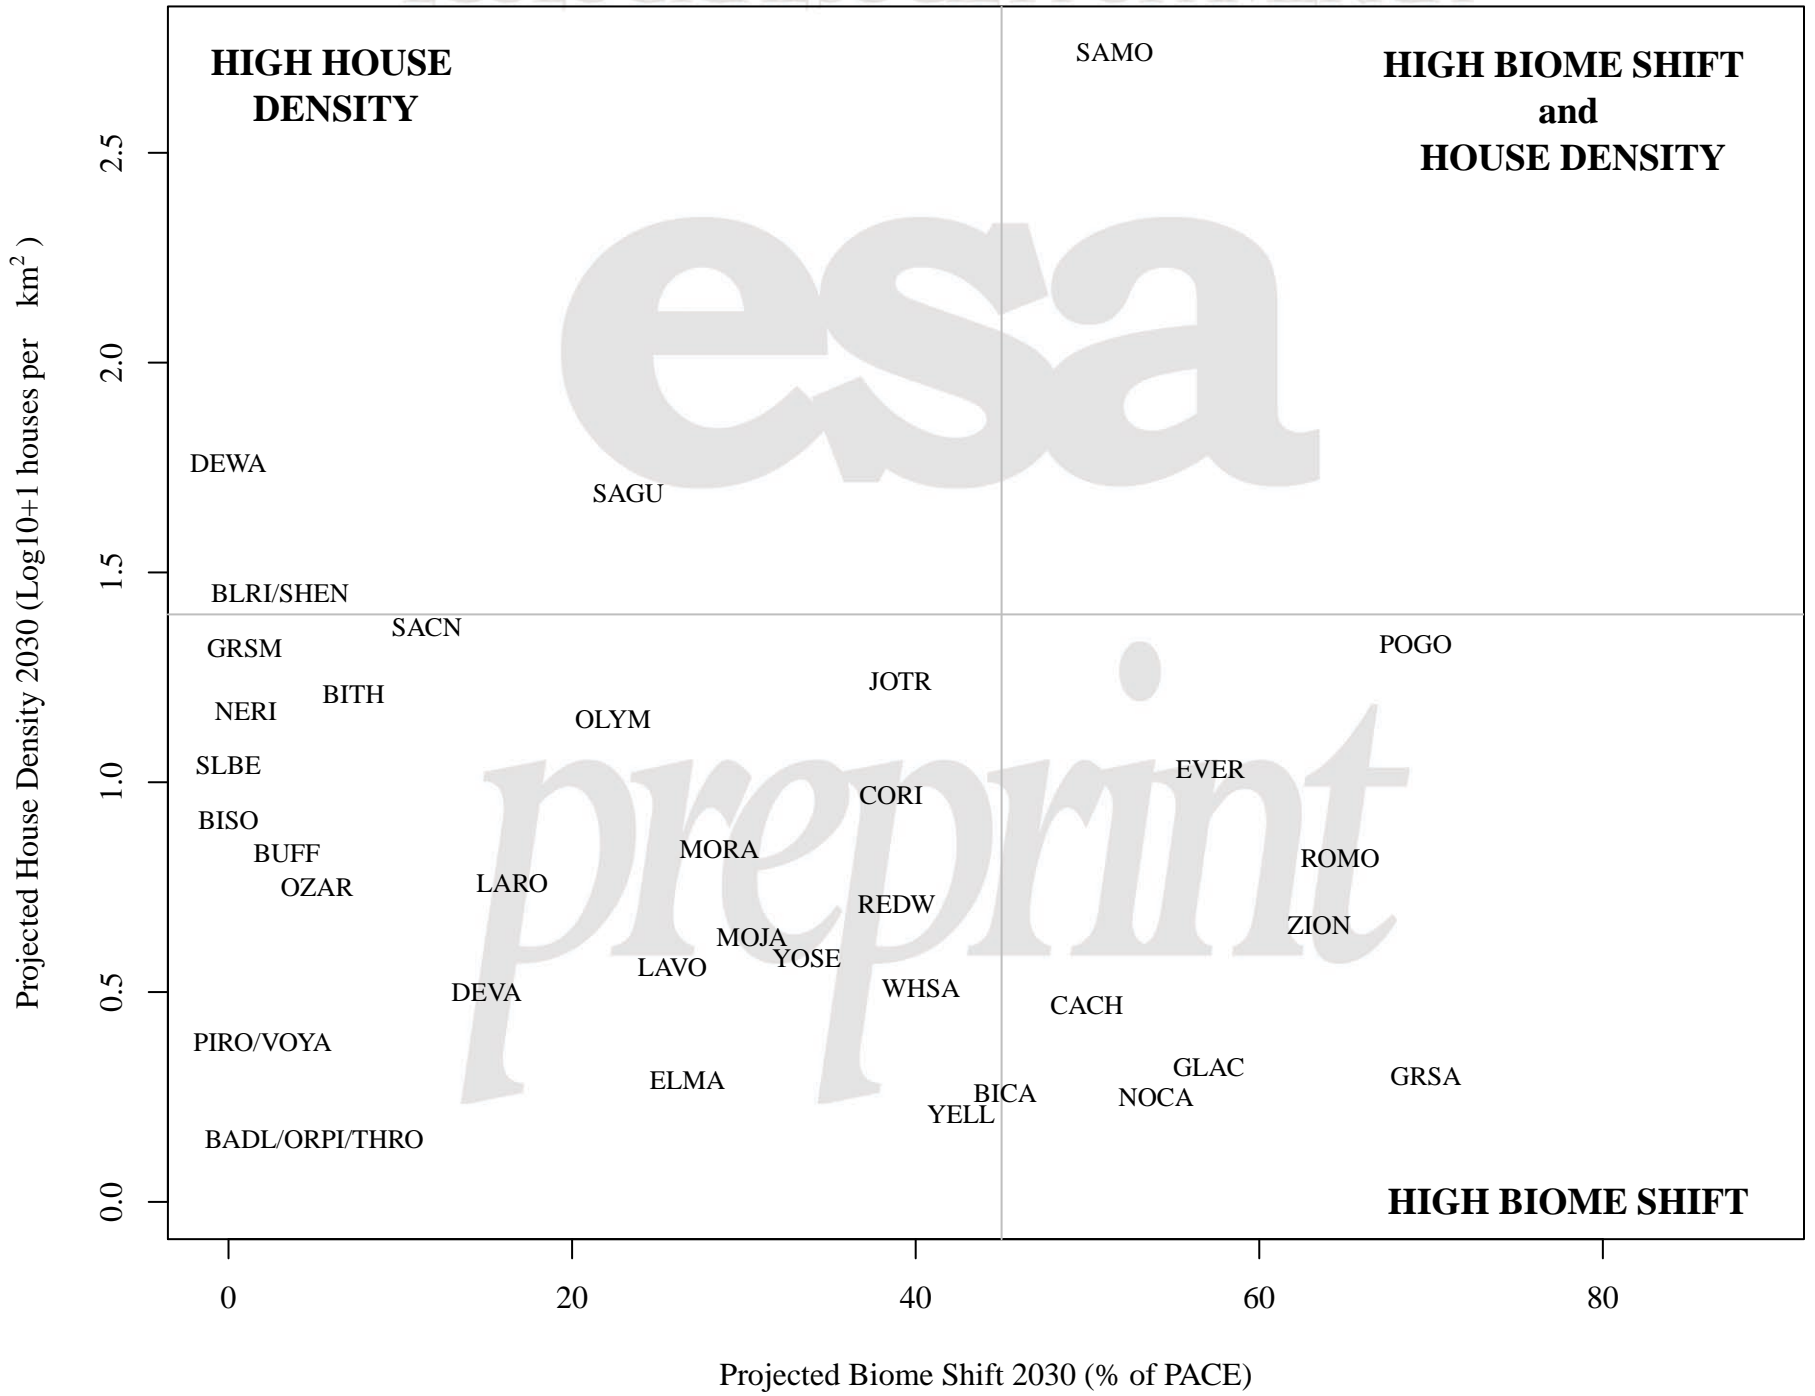 HIGH HOUSE
DENSITY
SAMO
HIGH BIOME SHIFT
and
HOUSE DENSITY
esa
preprint
DEWA
SAGU
BLRI/SHEN
SACN
GRSM
POGO
JOTR
BITH
NERI
OLYM
SLBE
EVER
CORI
BISO
MORA
BUFF
ROMO
LARO
OZAR
REDW
ZION
MOJA
YOSE
LAVO
WHSA
DEVA
CACH
PIRO/VOYA
GLAC
GRSA
ELMA
BICA
NOCA
YELL
BADL/ORPI/THRO
HIGH BIOME SHIFT
2.5
2.0
1.5
1.0
0.5
0.0
Projected House Density 2030 (Log10+1 houses per km²)
0 20 40 60 80
Projected Biome Shift 2030 (% of PACE)